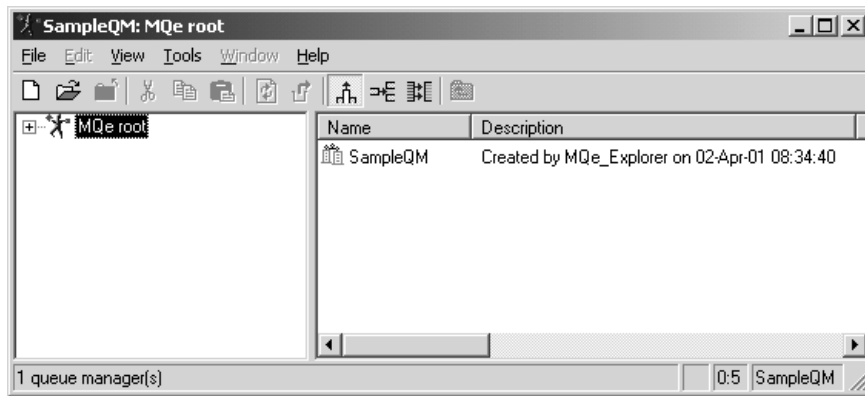 SampleQM: MQe root
File Edit View Tools Window Help
MQe root
Name Description
SampleQM Created by MQe_Explorer on 02-Apr-01 08:34:40
1 queue manager(s) 0:5 SampleQM